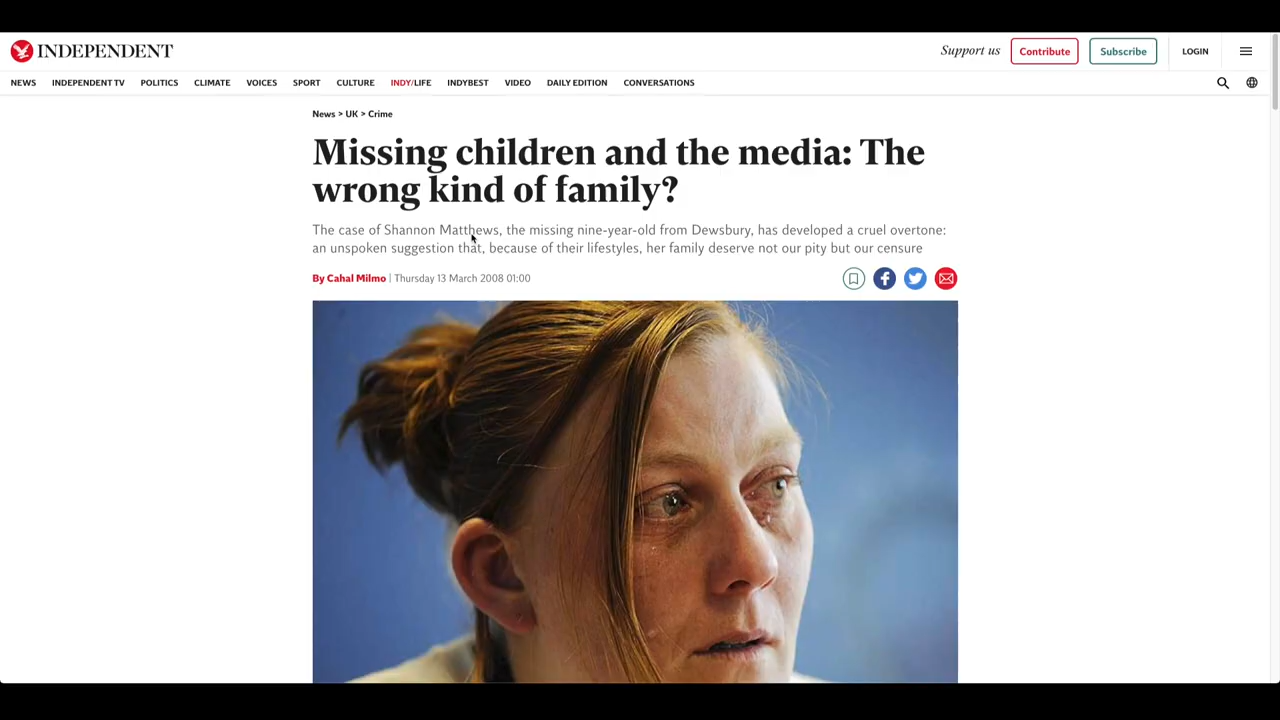 INDEPENDENT
Support us
Contribute
Subscribe
LOGIN
NEWS INDEPENDENT TV POLITICS CLIMATE VOICES SPORT CULTURE INDY/LIFE INDYBEST VIDEO DAILY EDITION CONVERSATIONS
News > UK > Crime
Missing children and the media: The
wrong kind of family?
The case of Shannon Matthews, the missing nine-year-old from Dewsbury, has developed a cruel overtone:
an unspoken suggestion that, because of their lifestyles, her family deserve not our pity but our censure
By Cahal Milmo | Thursday 13 March 2008 01:00